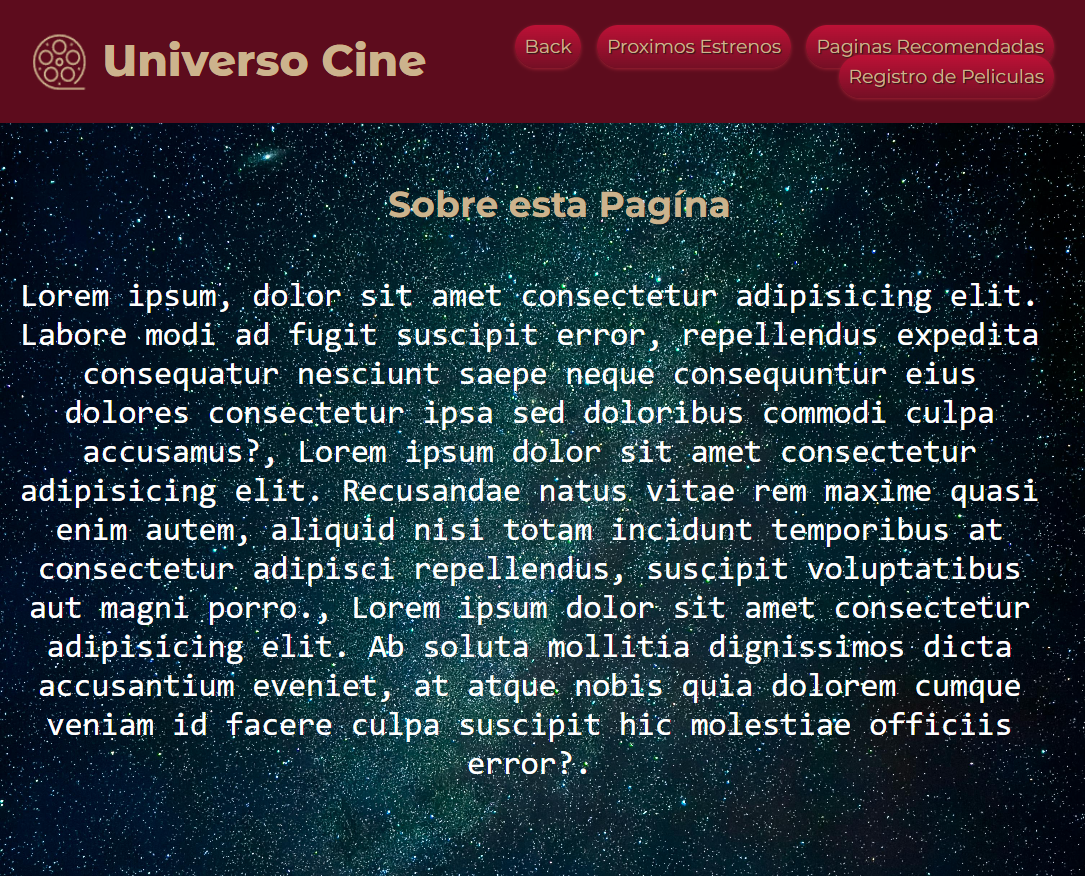 Universo Cine
Back
Proximos Estrenos
Paginas Recomendadas
Registro de Peliculas
Sobre esta Pagína
Lorem ipsum, dolor sit amet consectetur adipisicing elit.
Labore modi ad fugit suscipit error, repellendus expedita
consequatur nesciunt saepe neque consequuntur eius
dolores consectetur ipsa sed doloribus commodi culpa
accusamus?, Lorem ipsum dolor sit amet consectetur
adipisicing elit. Recusandae natus vitae rem maxime quasi
enim autem, aliquid nisi totam incidunt temporibus at
consectetur adipisci repellendus, suscipit voluptatibus
aut magni porro., Lorem ipsum dolor sit amet consectetur
adipisicing elit. Ab soluta mollitia dignissimos dicta
accusantium eveniet, at atque nobis quia dolorem cumque
veniam id facere culpa suscipit hic molestiae officiis
error?.